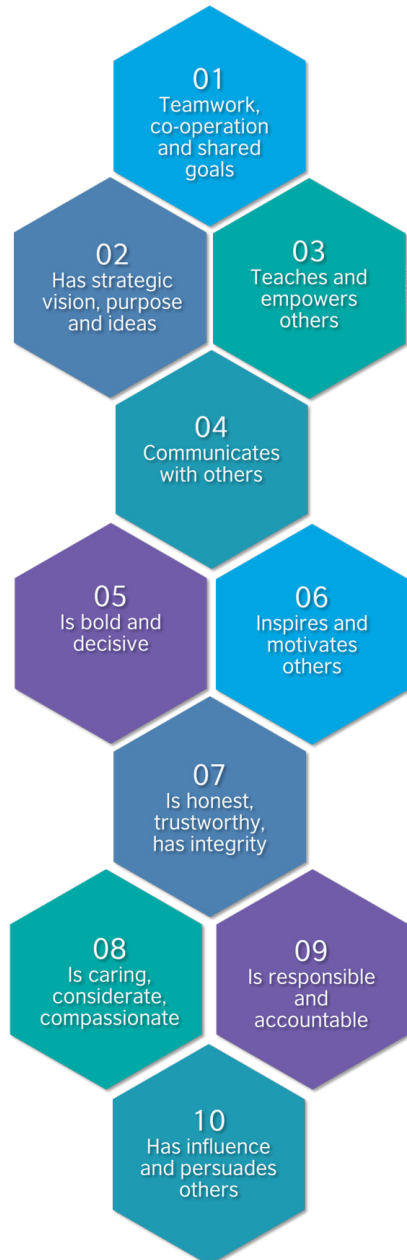 01
Teamwork,
co-operation
and shared
goals
02
Has strategic
vision, purpose
and ideas
03
Teaches and
empowers
others
04
Communicates
with others
05
Is bold and
decisive
06
Inspires and
motivates
others
07
Is honest,
trustworthy,
has integrity
08
Is caring,
considerate,
compassionate
09
Is responsible
and
accountable
10
Has influence
and persuades
others